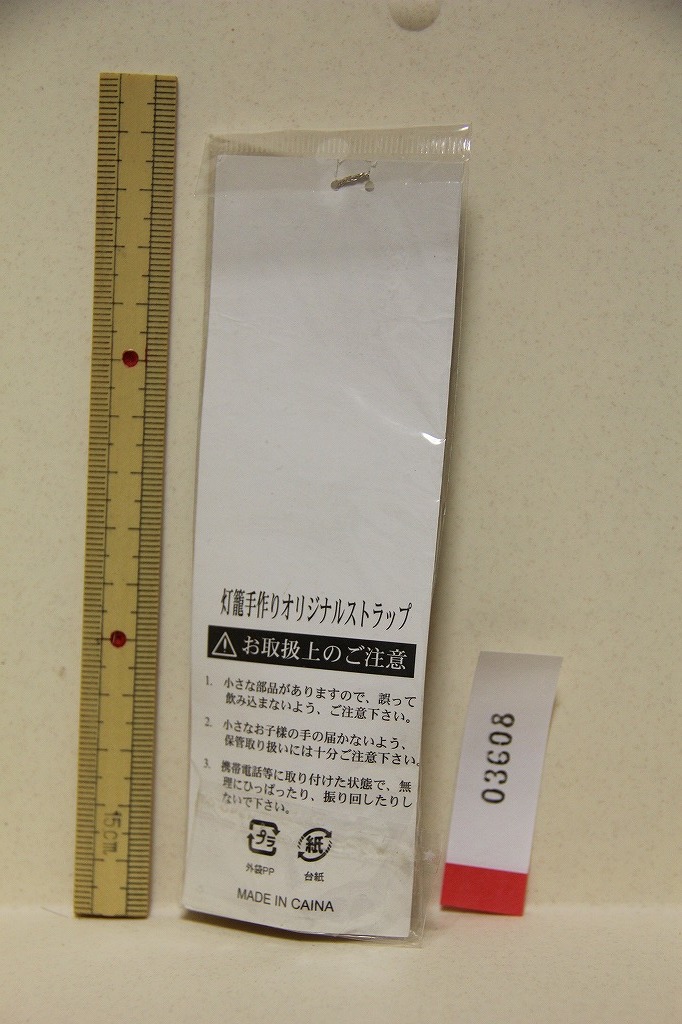 灯籠手作りオリジナルストラップ
お取扱上のご注意
1. 小さな部品がありますので、誤って
飲み込まないよう、ご注意下さい。
2. 小さなお子様の手の届かないよう、
保管取り扱いには十分ご注意下さい。
3. 携帯電話等に取り付けた状態で、無
理にひっぱったり、振り回したりし
ないで下さい。
プラ
紙
外袋PP
台紙
MADE IN CAINA
15cm
03608